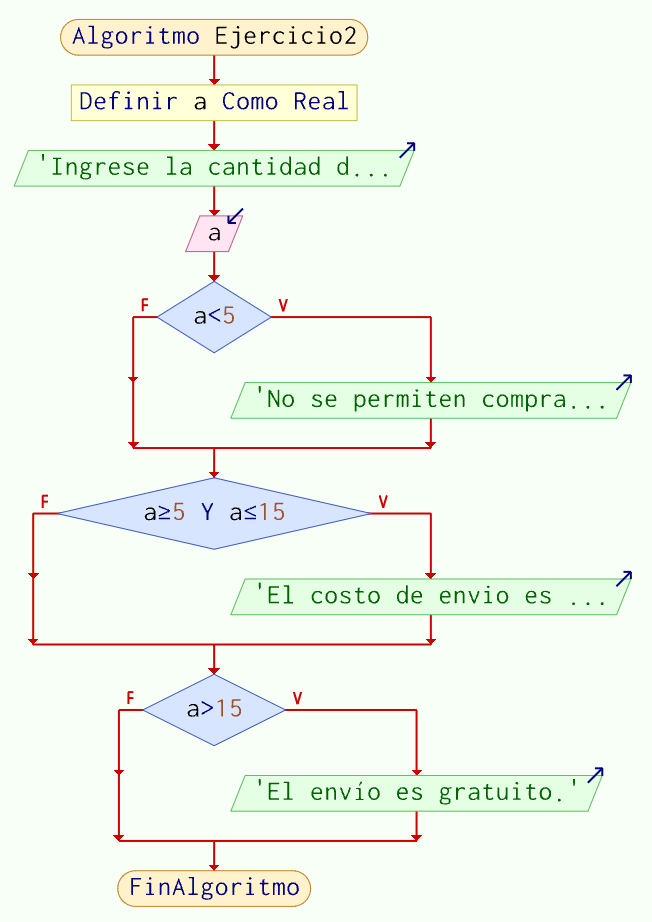 Algoritmo Ejercicio2
Definir a Como Real
'Ingrese la cantidad d...
a
F
a<5
V
'No se permiten compra...
F
a≥5 Y a≤15
V
'El costo de envio es ...
F
a>15
V
'El envío es gratuito.'
FinAlgoritmo